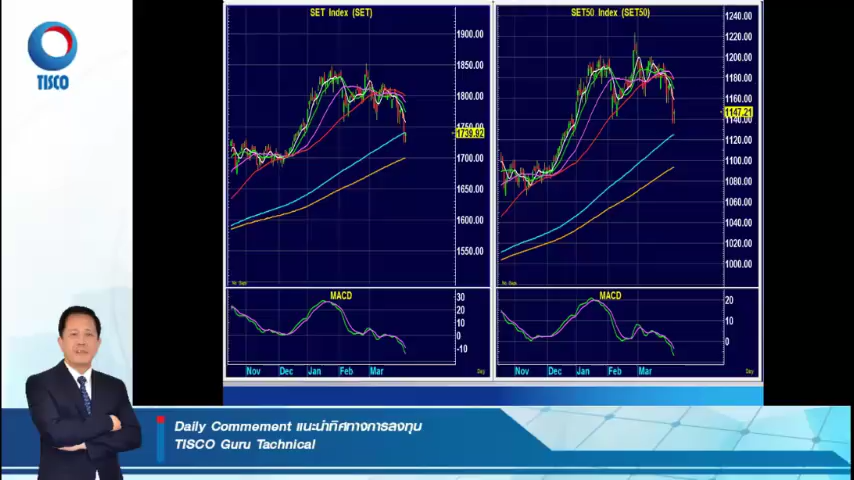 TISCO
SET Index (SET)
1900.00
1850.00
1800.00
1750.00
1739.92
1700.00
1650.00
1600.00
1550.00
No Gaps
MACD
30
20
10
0
-10
Nov Dec Jan Feb Mar Day
SET50 Index (SET50)
1240.00
1220.00
1200.00
1180.00
1160.00
1147.21
1140.00
1120.00
1100.00
1080.00
1060.00
1040.00
1020.00
1000.00
No Gaps
MACD
20
10
0
Nov Dec Jan Feb Mar Day
Daily Commement แนะนำทิศทางการลงทุน
TISCO Guru Tachnical